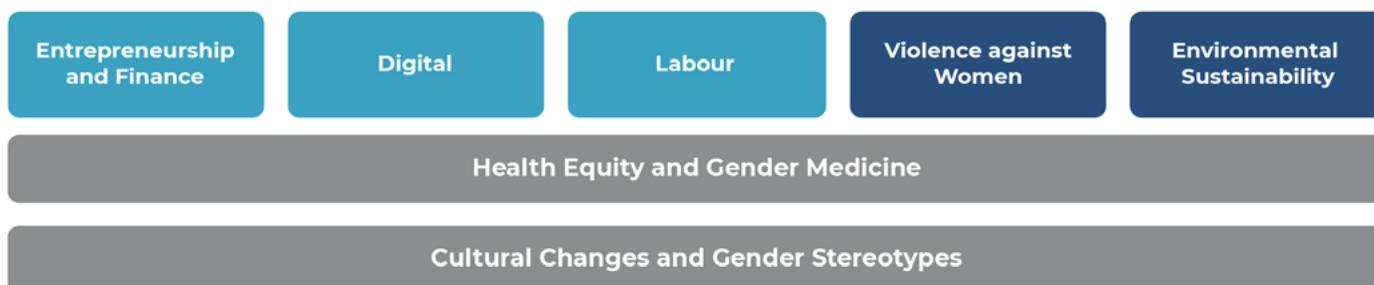 Entrepreneurship
and Finance
Digital
Labour
Violence against
Women
Environmental
Sustainability
Health Equity and Gender Medicine
Cultural Changes and Gender Stereotypes